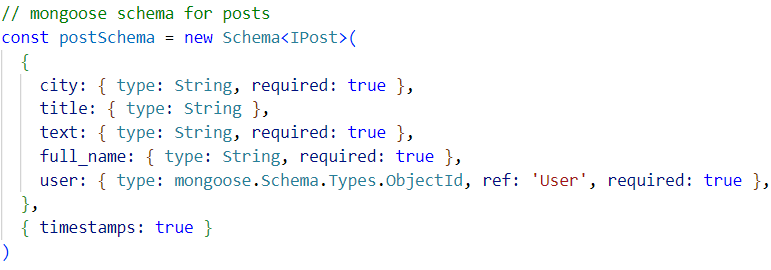 // mongoose schema for posts
const postSchema = new Schema<IPost>(
  {
    city: { type: String, required: true },
    title: { type: String },
    text: { type: String, required: true },
    full_name: { type: String, required: true },
    user: { type: mongoose.Schema.Types.ObjectId, ref: 'User', required: true },
  },
  { timestamps: true }
)